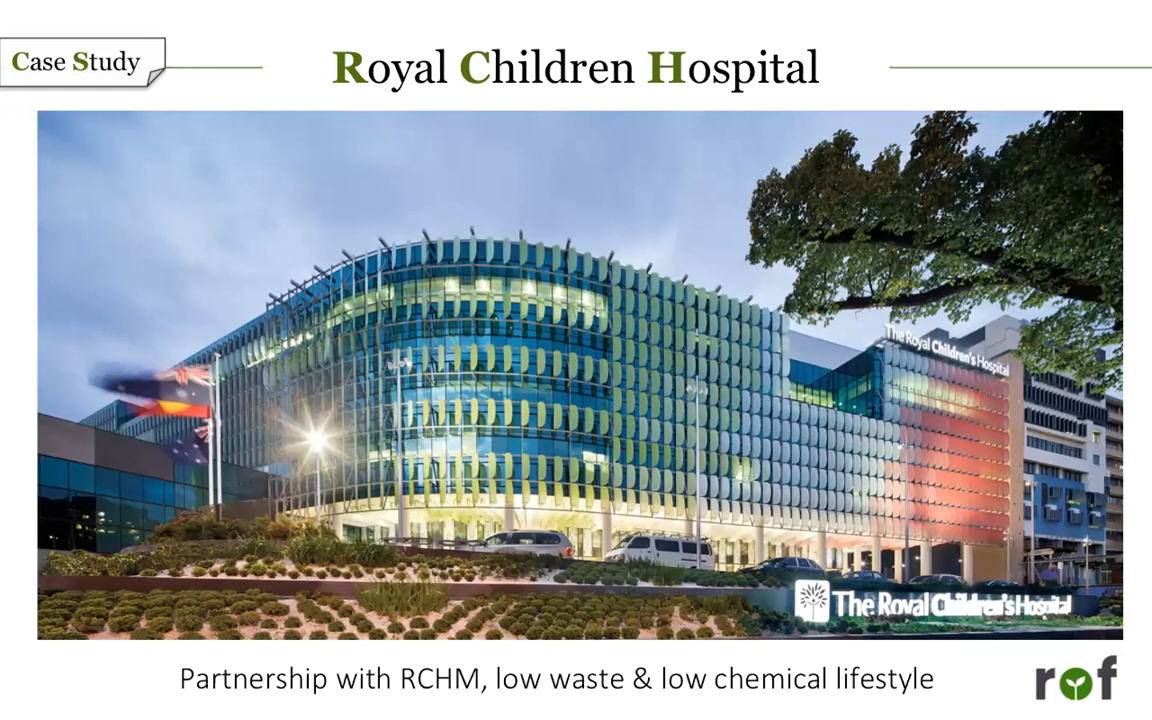 Case Study
Royal Children Hospital
The Royal Children's Hospital
The Royal Children's Hospital
Partnership with RCHM, low waste & low chemical lifestyle
rof